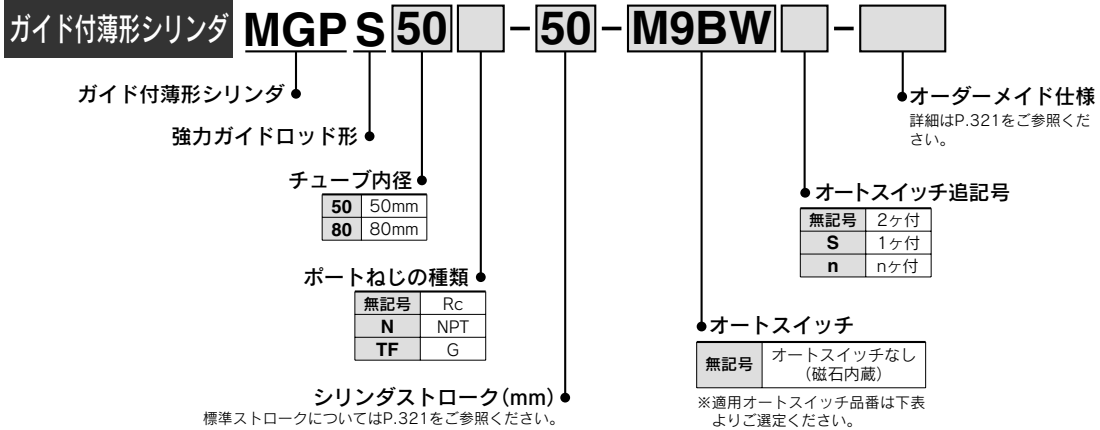 ガイド付薄形シリンダ MGP S 50 － 50 － M9BW －
ガイド付薄形シリンダ
強力ガイドロッド形
チューブ内径
50 50mm
80 80mm
ポートねじの種類
無記号 Rc
N NPT
TF G
シリンダストローク(mm)
標準ストロークについてはP.321をご参照ください。
オーダーメイド仕様
詳細はP.321をご参照くだ
さい。
オートスイッチ追記号
無記号 2ヶ付
S 1ヶ付
n nヶ付
オートスイッチ
無記号 オートスイッチなし
(磁石内蔵)
※適用オートスイッチ品番は下表
よりご選定ください。